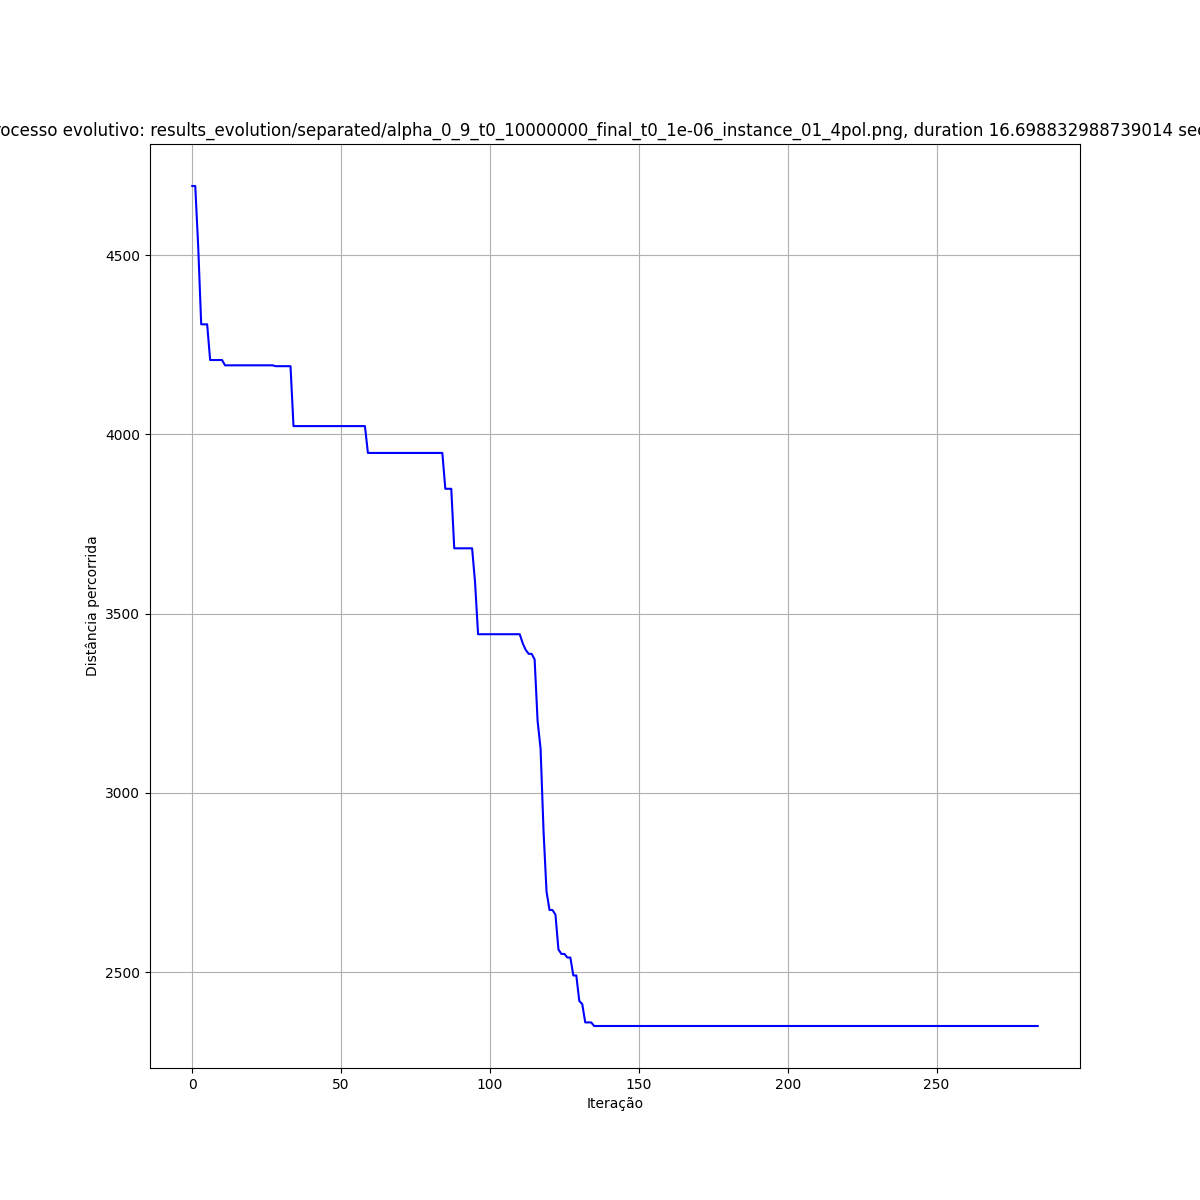 ocesso evolutivo: results_evolution/separated/alpha_0_9_t0_10000000_final_t0_1e-06_instance_01_4pol.png, duration 16.698832988739014 se
4500
4000
3500
3000
2500
Distância percorrida
0 50 100 150 200 250
Iteração